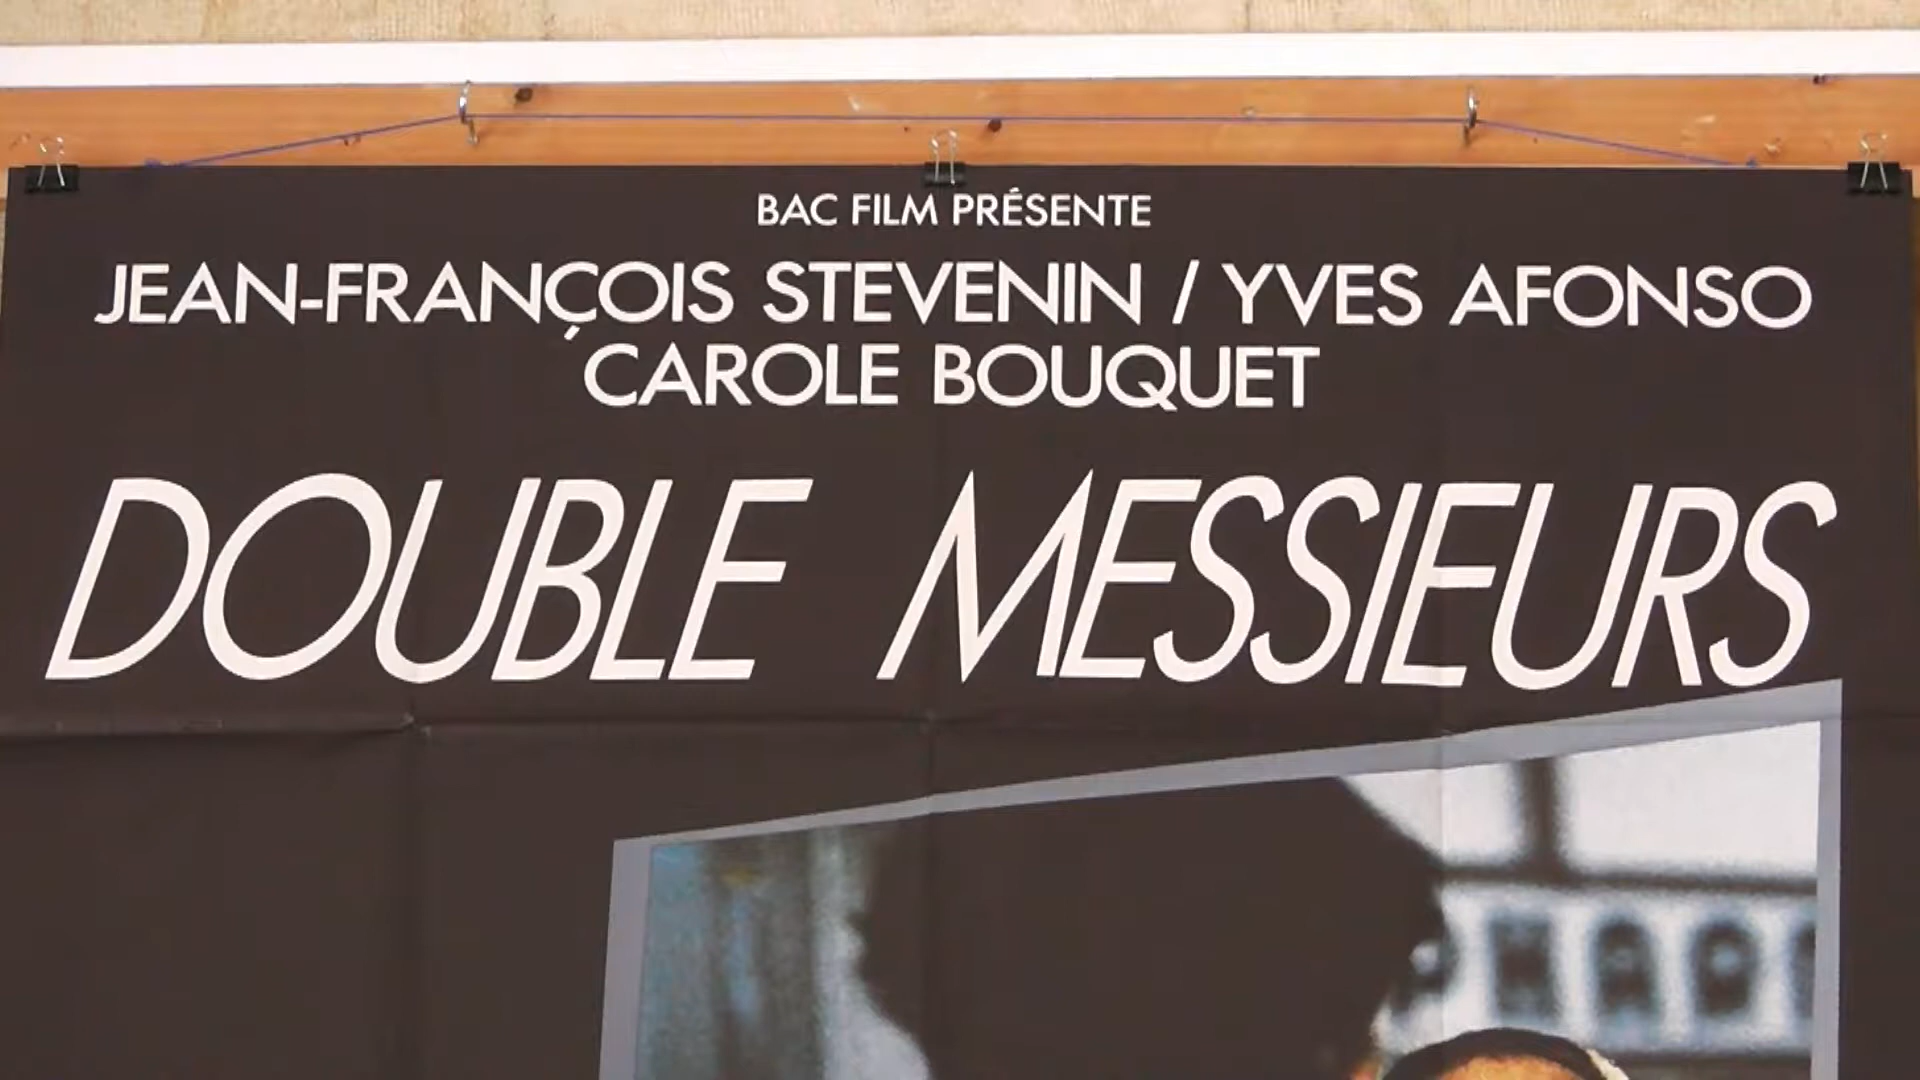 BAC FILM PRÉSENTE
JEAN-FRANÇOIS STEVENIN / YVES AFONSO
CAROLE BOUQUET
DOUBLE MESSIEURS